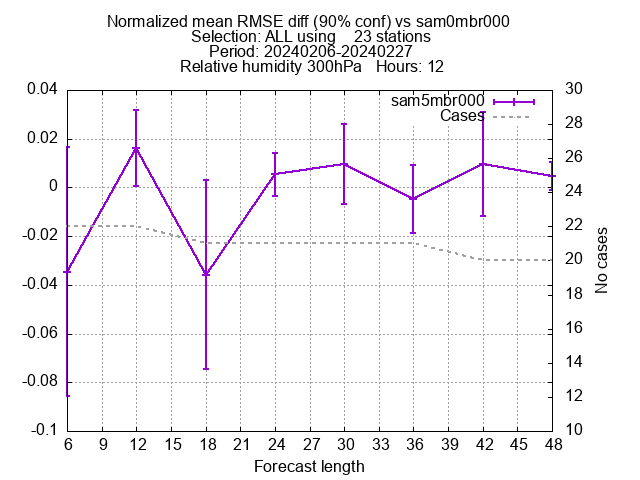 Normalized mean RMSE diff (90% conf) vs sam0mbr000
Selection: ALL using    23 stations
Period: 20240206-20240227
Relative humidity 300hPa   Hours: 12
sam5mbr000
Cases
0.04
0.02
0
-0.02
-0.04
-0.06
-0.08
-0.1
30
28
26
24
22
20
18
16
14
12
10
No cases
6 9 12 15 18 21 24 27 30 33 36 39 42 45 48
Forecast length